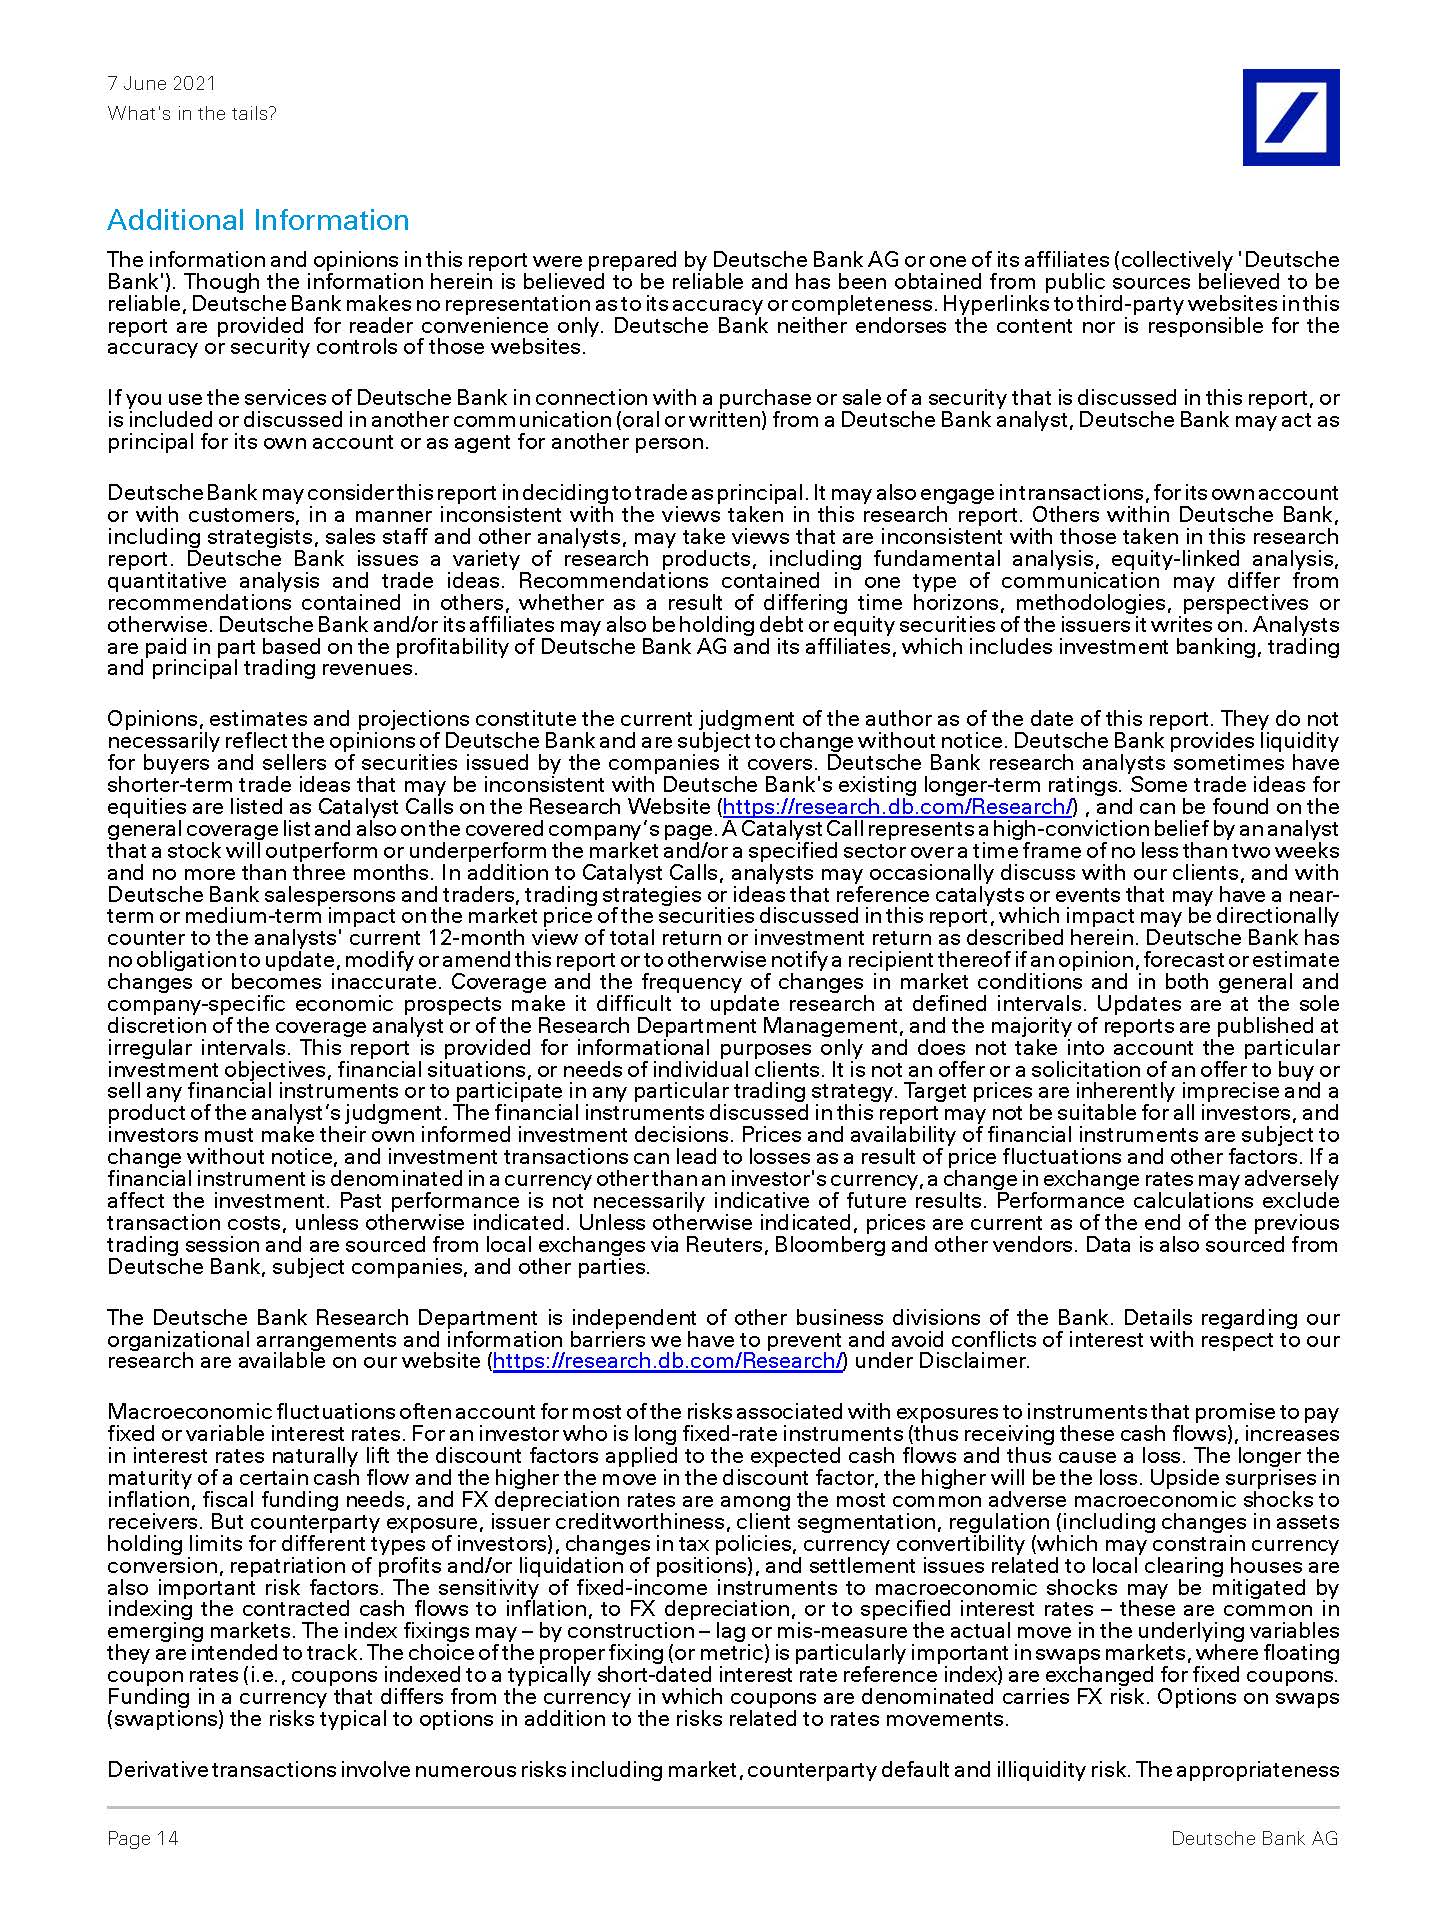 7 June 2021
What's in the tails?
Additional Information
The information and opinions in this report were prepared by Deutsche Bank AG or one of its affiliates (collectively 'Deutsche
Bank'). Though the information herein is believed to be reliable and has been obtained from public sources believed to be
reliable, Deutsche Bank makes no representation as to its accuracy or completeness. Hyperlinks to third-party websites in this
report are provided for reader convenience only. Deutsche Bank neither endorses the content nor is responsible for the
accuracy or security controls of those websites.
If you use the services of Deutsche Bank in connection with a purchase or sale of a security that is discussed in this report, or
is included or discussed in another communication (oral or written) from a Deutsche Bank analyst, Deutsche Bank may act as
principal for its own account or as agent for another person.
Deutsche Bank may consider this report in deciding to trade as principal. It may also engage in transactions, for its own account
or with customers, in a manner inconsistent with the views taken in this research report. Others within Deutsche Bank,
including strategists, sales staff and other analysts, may take views that are inconsistent with those taken in this research
report. Deutsche Bank issues a variety of research products, including fundamental analysis, equity-linked analysis,
quantitative analysis and trade ideas. Recommendations contained in one type of communication may differ from
recommendations contained in others, whether as a result of differing time horizons, methodologies, perspectives or
otherwise. Deutsche Bank and/or its affiliates may also be holding debt or equity securities of the issuers it writes on. Analysts
are paid in part based on the profitability of Deutsche Bank AG and its affiliates, which includes investment banking, trading
and principal trading revenues.
Opinions, estimates and projections constitute the current judgment of the author as of the date of this report. They do not
necessarily reflect the opinions of Deutsche Bank and are subject to change without notice. Deutsche Bank provides liquidity
for buyers and sellers of securities issued by the companies it covers. Deutsche Bank research analysts sometimes have
shorter-term trade ideas that may be inconsistent with Deutsche Bank's existing longer-term ratings. Some trade ideas for
equities are listed as Catalyst Calls on the Research Website (https://research.db.com/Research/) , and can be found on the
general coverage list and also on the covered company's page. A Catalyst Call represents a high-conviction belief by an analyst
that a stock will outperform or underperform the market and/or a specified sector over a time frame of no less than two weeks
and no more than three months. In addition to Catalyst Calls, analysts may occasionally discuss with our clients, and with
Deutsche Bank salespersons and traders, trading strategies or ideas that reference catalysts or events that may have a near-
term or medium-term impact on the market price of the securities discussed in this report, which impact may be directionally
counter to the analysts' current 12-month view of total return or investment return as described herein. Deutsche Bank has
no obligation to update, modify or amend this report or to otherwise notify a recipient thereof if an opinion, forecast or estimate
changes or becomes inaccurate. Coverage and the frequency of changes in market conditions and in both general and
company-specific economic prospects make it difficult to update research at defined intervals. Updates are at the sole
discretion of the coverage analyst or of the Research Department Management, and the majority of reports are published at
irregular intervals. This report is provided for informational purposes only and does not take into account the particular
investment objectives, financial situations, or needs of individual clients. It is not an offer or a solicitation of an offer to buy or
sell any financial instruments or to participate in any particular trading strategy. Target prices are inherently imprecise and a
product of the analyst's judgment. The financial instruments discussed in this report may not be suitable for all investors, and
investors must make their own informed investment decisions. Prices and availability of financial instruments are subject to
change without notice, and investment transactions can lead to losses as a result of price fluctuations and other factors. If a
financial instrument is denominated in a currency other than an investor's currency, a change in exchange rates may adversely
affect the investment. Past performance is not necessarily indicative of future results. Performance calculations exclude
transaction costs, unless otherwise indicated. Unless otherwise indicated, prices are current as of the end of the previous
trading session and are sourced from local exchanges via Reuters, Bloomberg and other vendors. Data is also sourced from
Deutsche Bank, subject companies, and other parties.
The Deutsche Bank Research Department is independent of other business divisions of the Bank. Details regarding our
organizational arrangements and information barriers we have to prevent and avoid conflicts of interest with respect to our
research are available on our website (https://research.db.com/Research/) under Disclaimer.
Macroeconomic fluctuations often account for most of the risks associated with exposures to instruments that promise to pay
fixed or variable interest rates. For an investor who is long fixed-rate instruments (thus receiving these cash flows), increases
in interest rates naturally lift the discount factors applied to the expected cash flows and thus cause a loss. The longer the
maturity of a certain cash flow and the higher the move in the discount factor, the higher will be the loss. Upside surprises in
inflation, fiscal funding needs, and FX depreciation rates are among the most common adverse macroeconomic shocks to
receivers. But counterparty exposure, issuer creditworthiness, client segmentation, regulation (including changes in assets
holding limits for different types of investors), changes in tax policies, currency convertibility (which may constrain currency
conversion, repatriation of profits and/or liquidation of positions), and settlement issues related to local clearing houses are
also important risk factors. The sensitivity of fixed-income instruments to macroeconomic shocks may be mitigated by
indexing the contracted cash flows to inflation, to FX depreciation, or to specified interest rates – these are common in
emerging markets. The index fixings may – by construction – lag or mis-measure the actual move in the underlying variables
they are intended to track. The choice of the proper fixing (or metric) is particularly important in swaps markets, where floating
coupon rates (i.e., coupons indexed to a typically short-dated interest rate reference index) are exchanged for fixed coupons.
Funding in a currency that differs from the currency in which coupons are denominated carries FX risk. Options on swaps
(swaptions) the risks typical to options in addition to the risks related to rates movements.
Derivative transactions involve numerous risks including market, counterparty default and illiquidity risk. The appropriateness
Page 14
Deutsche Bank AG